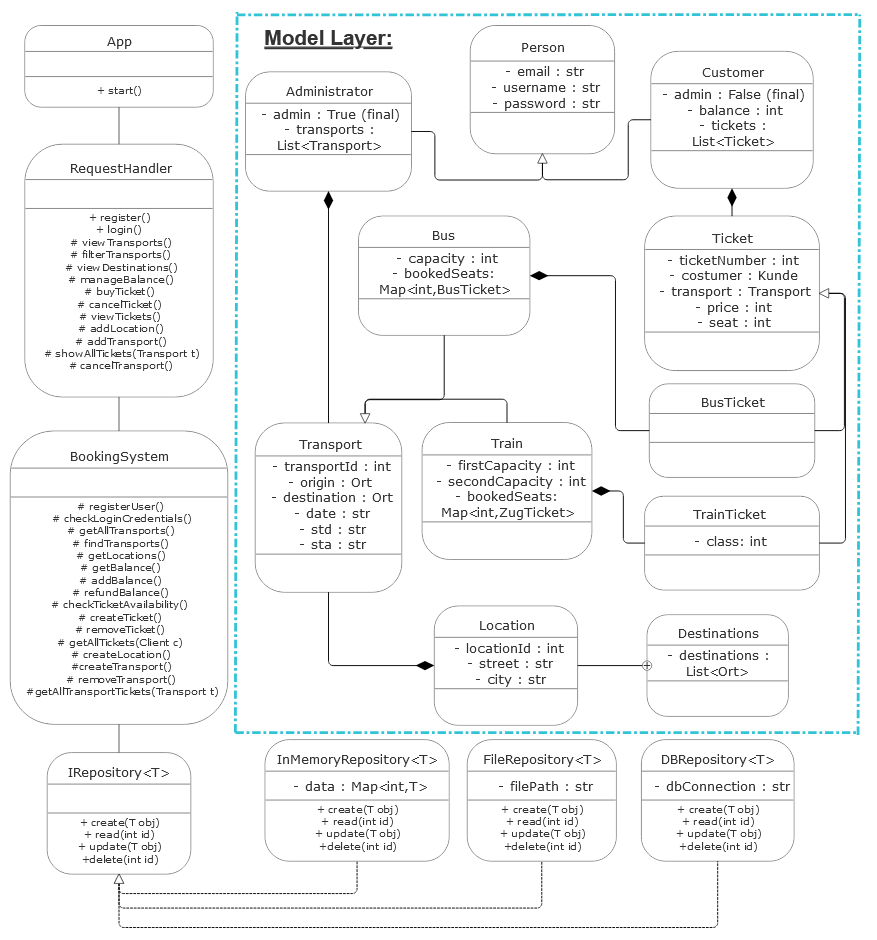 App
+ start()
RequestHandler
+ register()
+ login()
# viewTransports()
# filterTransports()
# viewDestinations()
# manageBalance()
# buyTicket()
# cancelTicket()
# viewTickets()
# addLocation()
# addTransport()
# showAllTickets(Transport t)
# cancelTransport()
BookingSystem
# registerUser()
# checkLoginCredentials()
# getAllTransports()
# findTransports()
# getLocations()
# getBalance()
# addBalance()
# refundBalance()
# checkTicketAvailability()
# createTicket()
# removeTicket()
# getAllTickets(Client c)
# createLocation()
#createTransport()
# removeTransport()
#getAllTransportTickets(Transport t)
IRepository<T>
+ create(T obj)
+ read(int id)
+ update(T obj)
+delete(int id)
Model Layer:
Person
- email : str
- username : str
- password : str
Administrator
- admin : True (final)
- transports :
List<Transport>
Customer
- admin : False (final)
- balance : int
- tickets :
List<Ticket>
Bus
- capacity : int
- bookedSeats:
Map<int,BusTicket>
Ticket
- ticketNumber : int
- costumer : Kunde
- transport : Transport
- price : int
- seat : int
BusTicket
Transport
- transportId : int
- origin : Ort
- destination : Ort
- date : str
- std : str
- sta : str
Train
- firstCapacity : int
- secondCapacity : int
- bookedSeats:
Map<int,ZugTicket>
TrainTicket
- class: int
Location
- locationId : int
- street : str
- city : str
Destinations
- destinations :
List<Ort>
InMemoryRepository<T>
- data : Map<int,T>
+ create(T obj)
+ read(int id)
+ update(T obj)
+delete(int id)
FileRepository<T>
- filePath : str
+ create(T obj)
+ read(int id)
+ update(T obj)
+delete(int id)
DBRepository<T>
- dbConnection : str
+ create(T obj)
+ read(int id)
+ update(T obj)
+delete(int id)